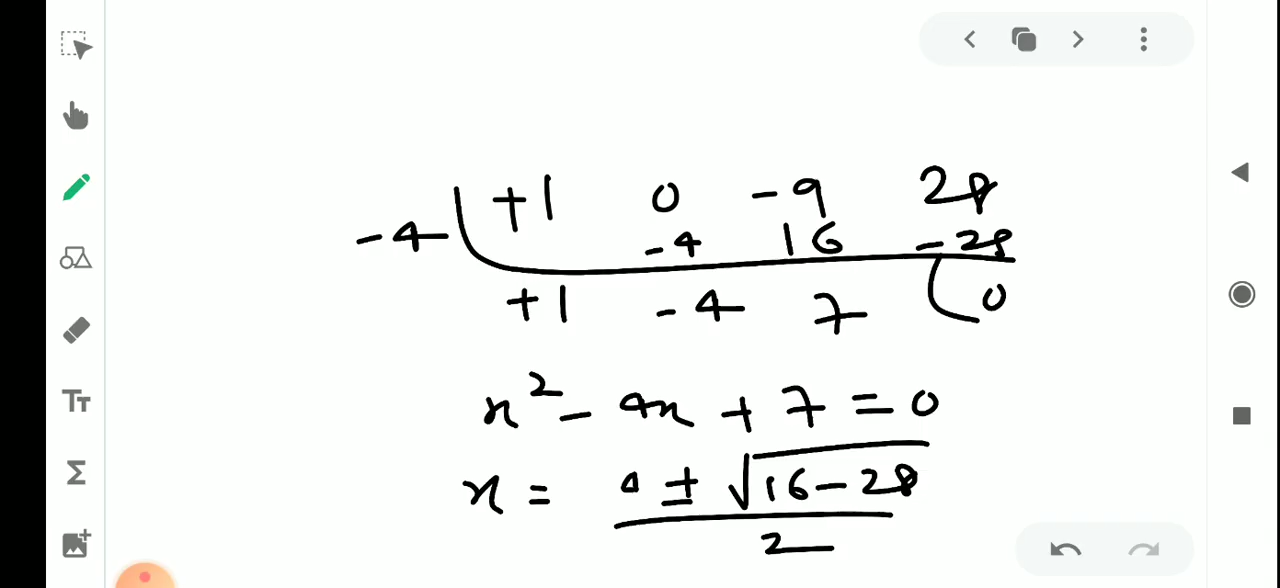 -4 | +1 0 -9 28
-4 16 -28
+1 -4 7 (0
x² - 4x + 7 = 0
x = 4 ± √16-28
2
TT
Σ